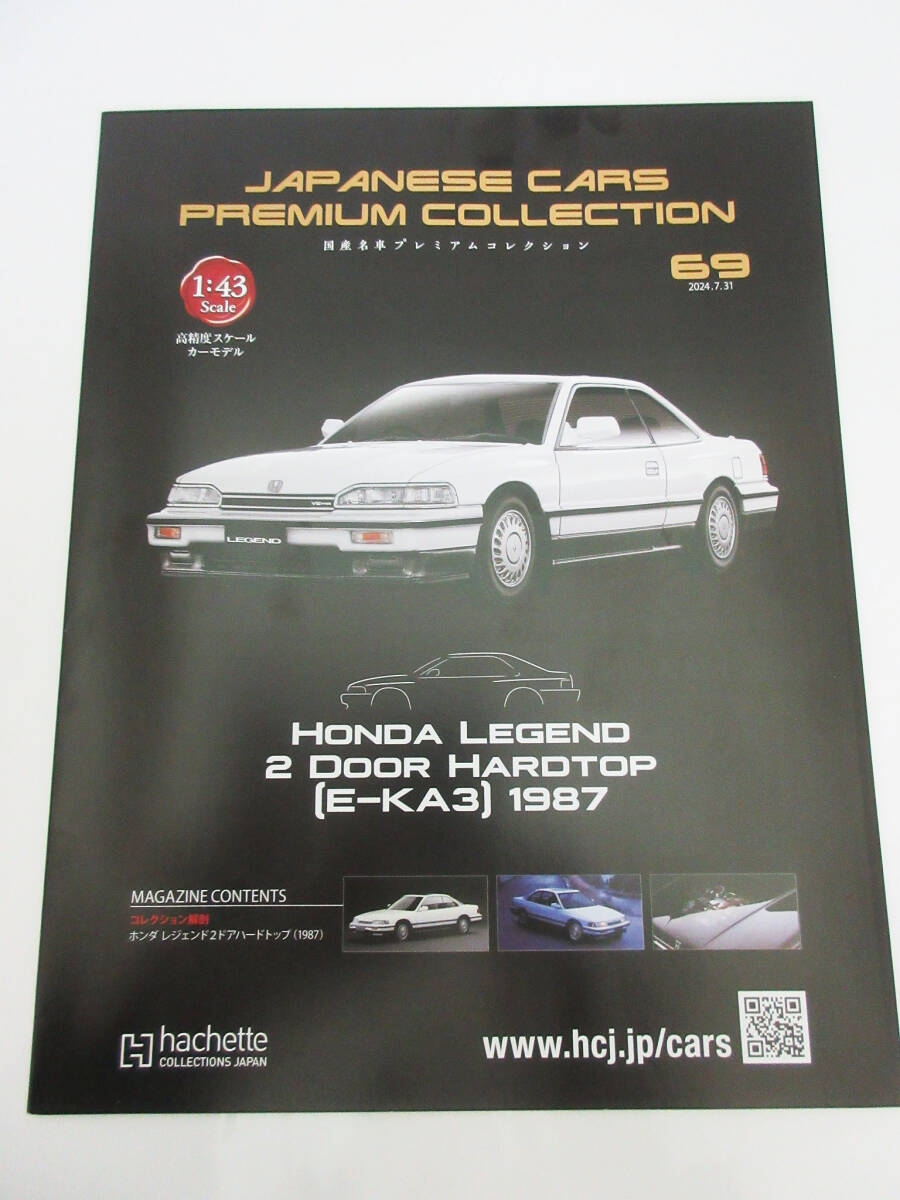 JAPANESE CARS
PREMIUM COLLECTION
国産名車プレミアムコレクション
69
2024.7.31
1:43
Scale
高精度スケール
カーモデル
LEGEND
HONDA LEGEND
2 DOOR HARDTOP
(E-KA3) 1987
MAGAZINE CONTENTS
コレクション解剖
ホンダ レジェンド2ドアハードトップ(1987)
hachette
COLLECTIONS JAPAN
www.hcj.jp/cars